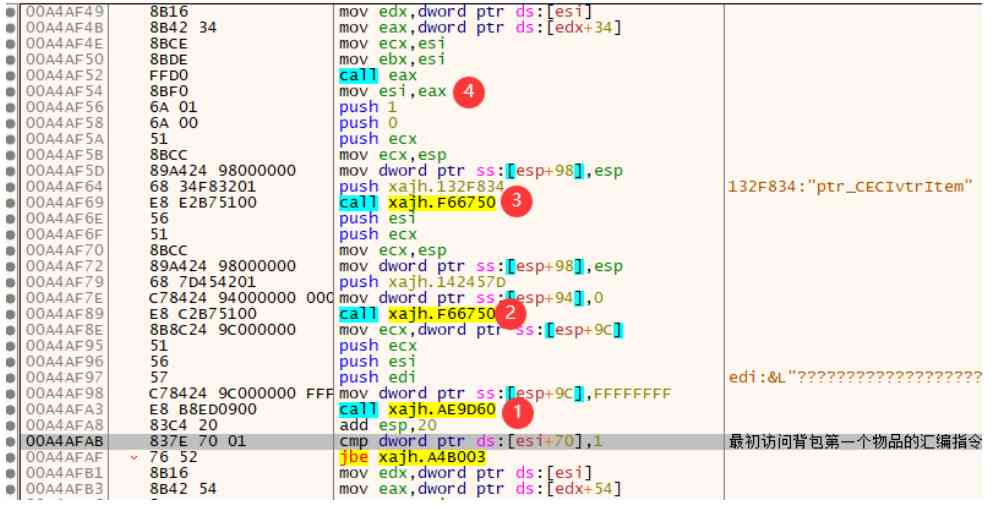 00A4AF49 8B16 mov edx,dword ptr ds:[esi]
00A4AF4B 8B42 34 mov eax,dword ptr ds:[edx+34]
00A4AF4E 8BCE mov ecx,esi
00A4AF50 8BDE mov ebx,esi
00A4AF52 FFD0 call eax
00A4AF54 8BF0 mov esi,eax 4
00A4AF56 6A 01 push 1
00A4AF58 6A 00 push 0
00A4AF5A 51 push ecx
00A4AF5B 8BCC mov ecx,esp
00A4AF5D 89A424 98000000 mov dword ptr ss:[esp+98],esp
00A4AF64 68 34F83201 push xajh.132F834 132F834:"ptr_CECIvtrItem"
00A4AF69 E8 E2B75100 call xajh.F66750 3
00A4AF6E 56 push esi
00A4AF6F 51 push ecx
00A4AF70 8BCC mov ecx,esp
00A4AF72 89A424 98000000 mov dword ptr ss:[esp+98],esp
00A4AF79 68 7D454201 push xajh.142457D
00A4AF7E C78424 94000000 000 mov dword ptr ss:[esp+94],0
00A4AF89 E8 C2B75100 call xajh.F66750 2
00A4AF8E 8B8C24 9C000000 mov ecx,dword ptr ss:[esp+9C]
00A4AF95 51 push ecx
00A4AF96 56 push esi
00A4AF97 57 push edi edi:&L"????????????????????
00A4AF98 C78424 9C000000 FFF mov dword ptr ss:[esp+9C],FFFFFFFF
00A4AFA3 E8 B8ED0900 call xajh.AE9D60 1
00A4AFA8 83C4 20 add esp,20
00A4AFAB 837E 70 01 cmp dword ptr ds:[esi+70],1 最初访问背包第一个物品的汇编指令
00A4AFAF 76 52 jbe xajh.A4B003
00A4AFB1 8B16 mov edx,dword ptr ds:[esi]
00A4AFB3 8B42 54 mov eax,dword ptr ds:[edx+54]